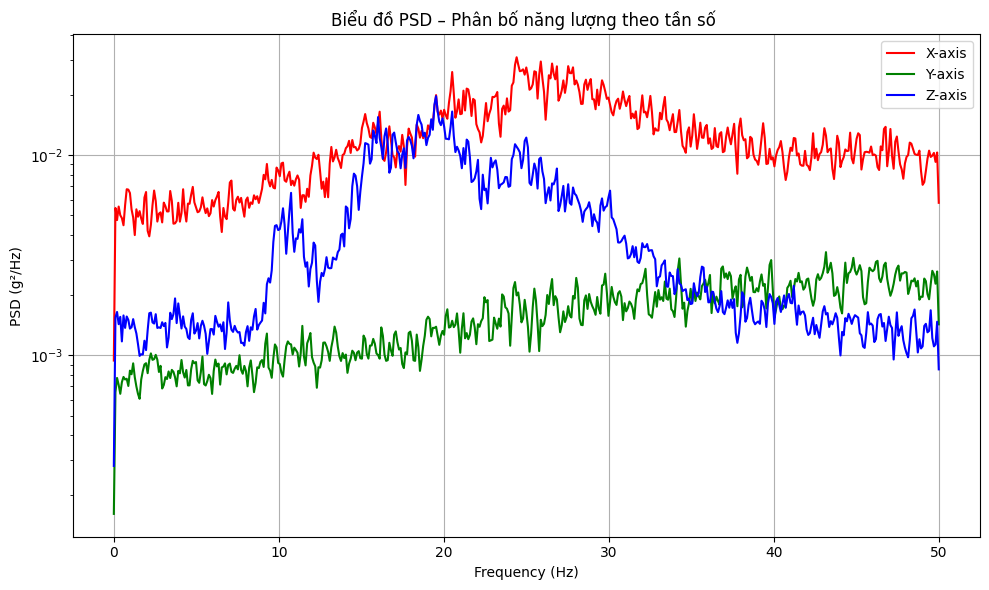 Biểu đồ PSD – Phân bố năng lượng theo tần số
X-axis
Y-axis
Z-axis
PSD (g²/Hz)
10⁻²
10⁻³
0 10 20 30 40 50
Frequency (Hz)